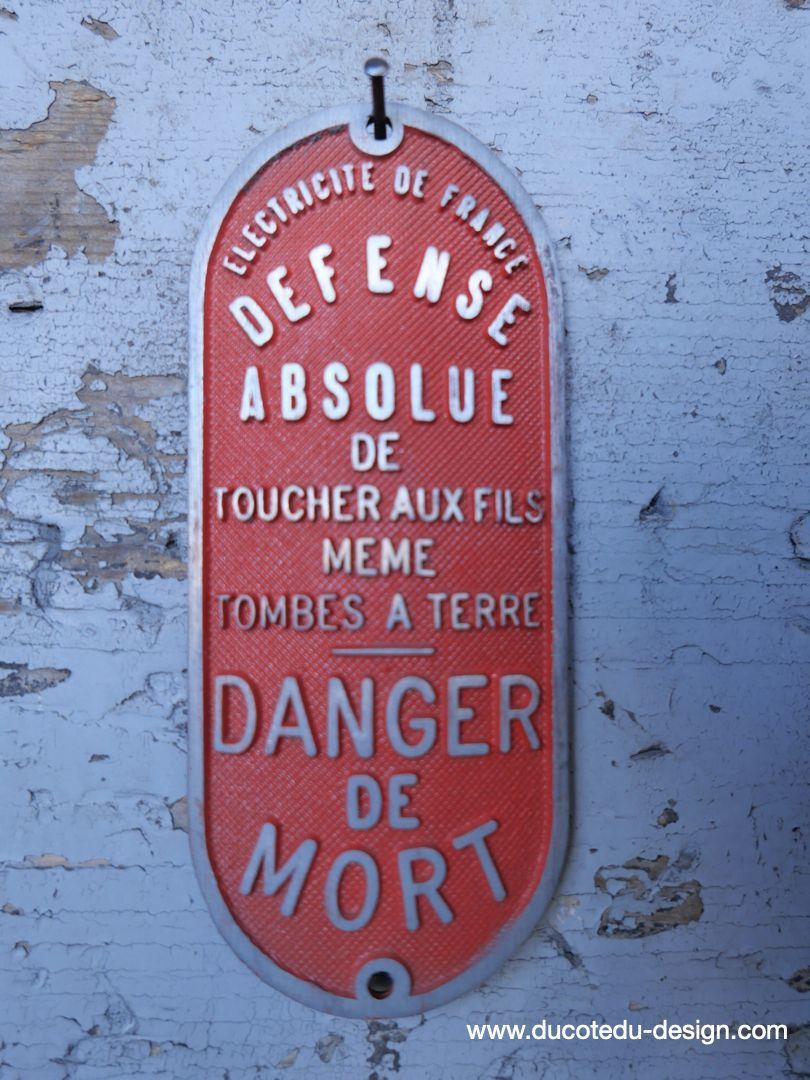 ELECTRICITE DE FRANCE
DEFENSE
ABSOLUE
DE
TOUCHER AUX FILS
MEME
TOMBES A TERRE
DANGER
DE
MORT
www.ducotedu-design.com